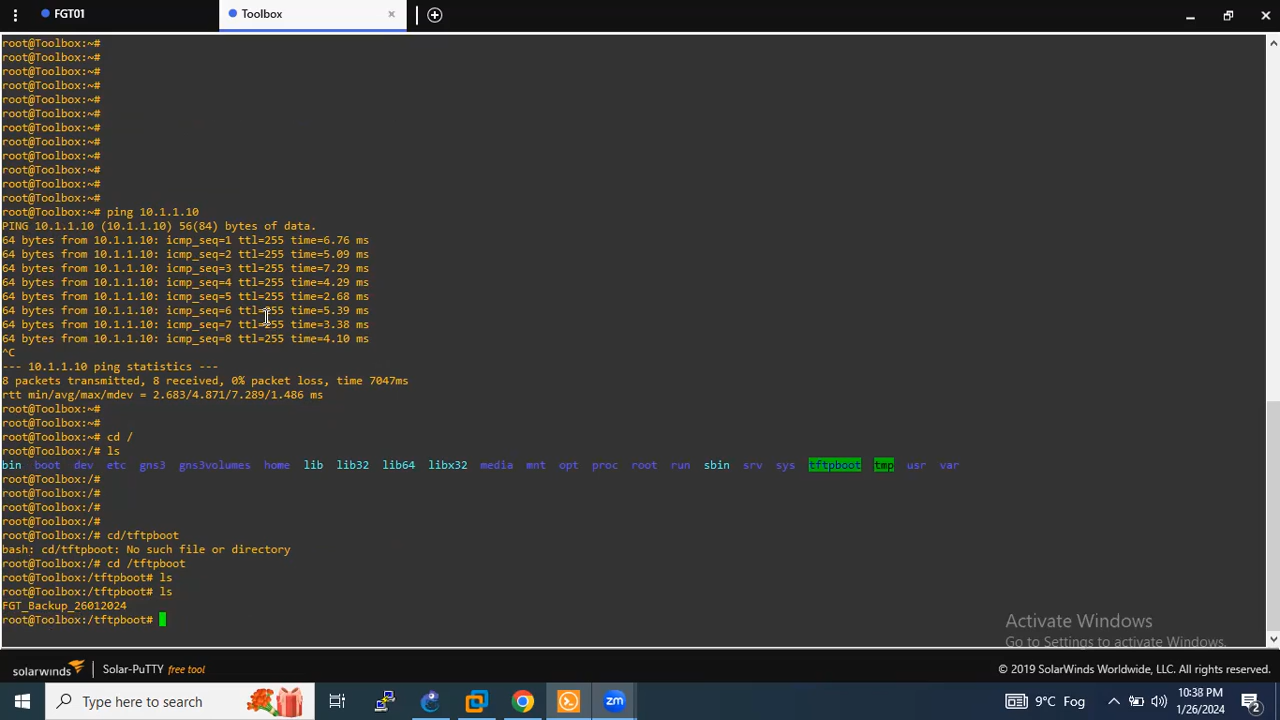 FGT01
Toolbox
root@Toolbox:~#
root@Toolbox:~#
root@Toolbox:~#
root@Toolbox:~#
root@Toolbox:~#
root@Toolbox:~#
root@Toolbox:~#
root@Toolbox:~#
root@Toolbox:~#
root@Toolbox:~#
root@Toolbox:~#
root@Toolbox:~#
root@Toolbox:~# ping 10.1.1.10
PING 10.1.1.10 (10.1.1.10) 56(84) bytes of data.
64 bytes from 10.1.1.10: icmp_seq=1 ttl=255 time=6.76 ms
64 bytes from 10.1.1.10: icmp_seq=2 ttl=255 time=5.09 ms
64 bytes from 10.1.1.10: icmp_seq=3 ttl=255 time=7.29 ms
64 bytes from 10.1.1.10: icmp_seq=4 ttl=255 time=4.29 ms
64 bytes from 10.1.1.10: icmp_seq=5 ttl=255 time=2.68 ms
64 bytes from 10.1.1.10: icmp_seq=6 ttl=255 time=5.39 ms
64 bytes from 10.1.1.10: icmp_seq=7 ttl=255 time=3.38 ms
64 bytes from 10.1.1.10: icmp_seq=8 ttl=255 time=4.10 ms
^C
--- 10.1.1.10 ping statistics ---
8 packets transmitted, 8 received, 0% packet loss, time 7047ms
rtt min/avg/max/mdev = 2.683/4.871/7.289/1.486 ms
root@Toolbox:~#
root@Toolbox:~#
root@Toolbox:~# cd /
root@Toolbox:/# ls
bin boot dev etc gns3 gns3volumes home lib lib32 lib64 libx32 media mnt opt proc root run sbin srv sys tftpboot tmp usr var
root@Toolbox:/#
root@Toolbox:/#
root@Toolbox:/#
root@Toolbox:/#
root@Toolbox:/# cd/tftpboot
bash: cd/tftpboot: No such file or directory
root@Toolbox:/# cd /tftpboot
root@Toolbox:/tftpboot# ls
root@Toolbox:/tftpboot# ls
FGT_Backup_26012024
root@Toolbox:/tftpboot#
Activate Windows
Go to Settings to activate Windows.
solarwinds Solar-PuTTY free tool
© 2019 SolarWinds Worldwide, LLC. All rights reserved.
Type here to search
zm
9°C Fog
10:38 PM
1/26/2024
2